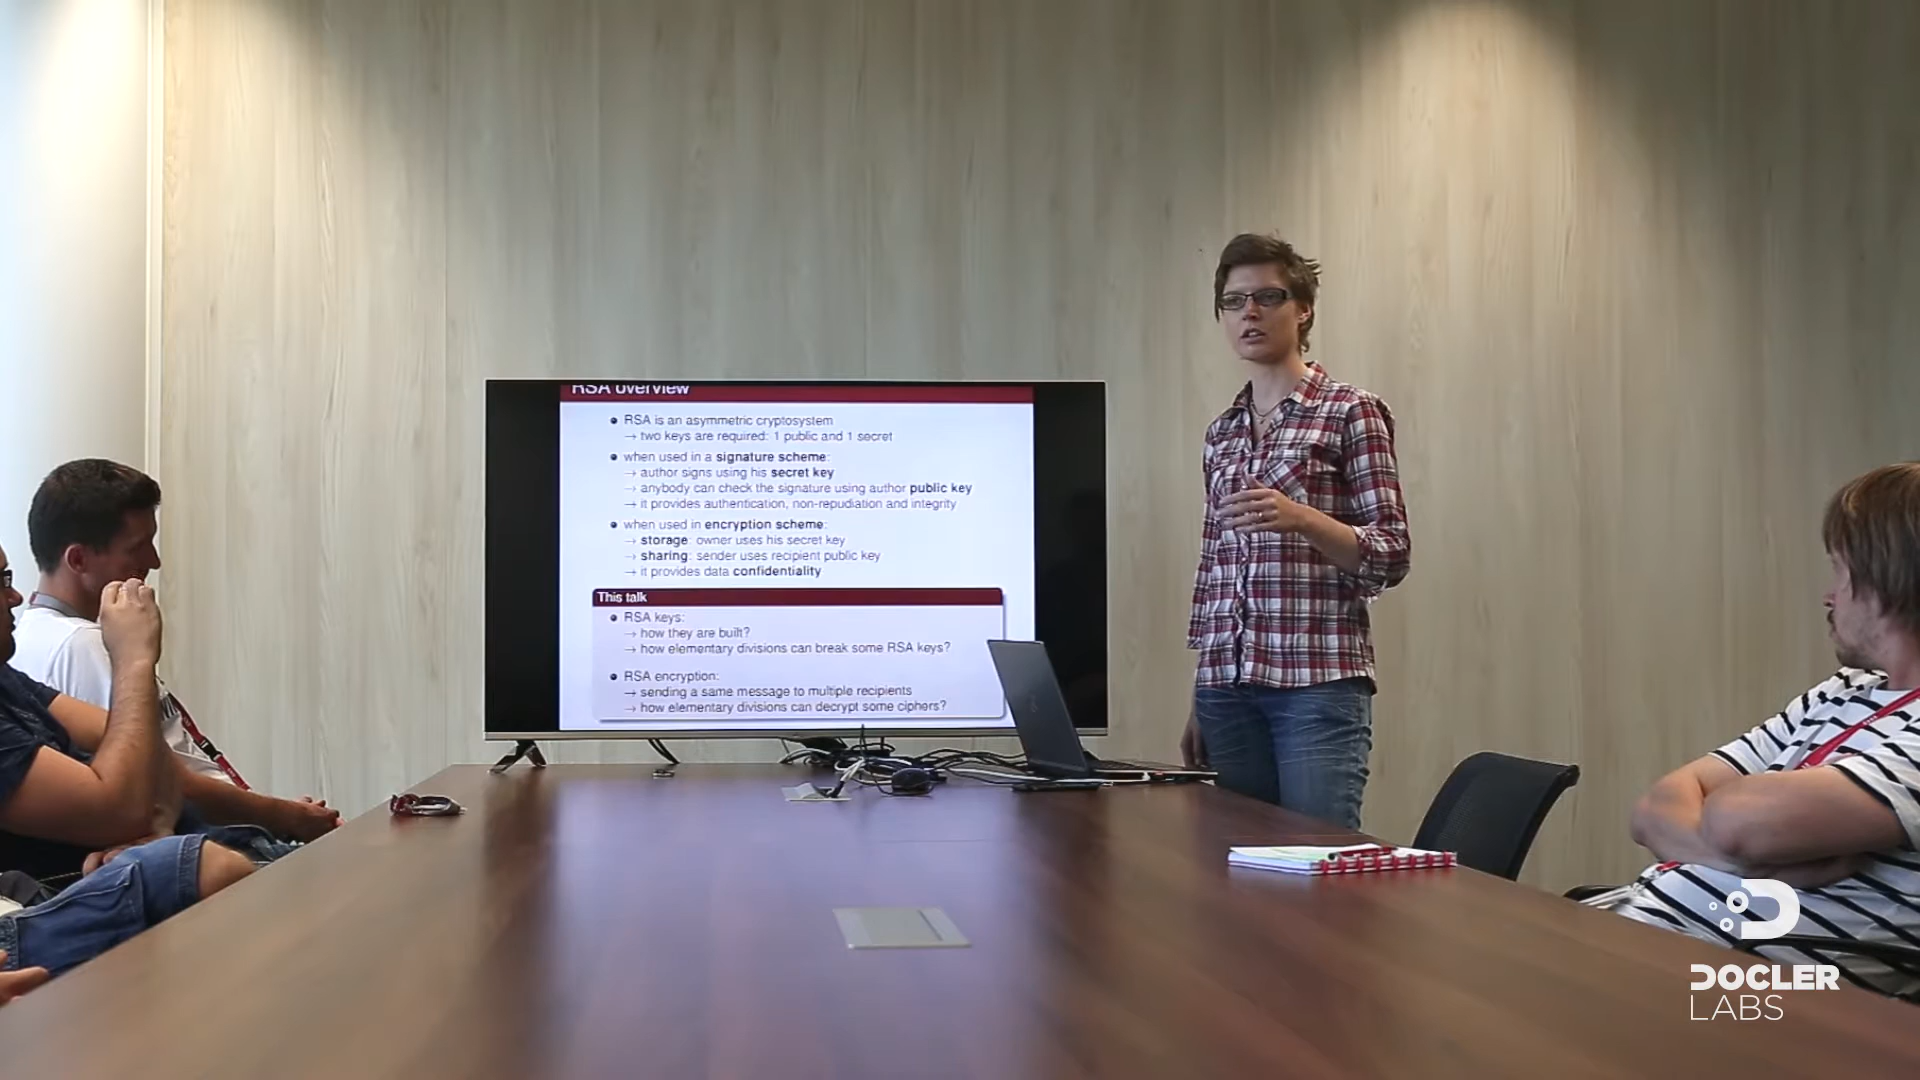 RSA overview
• RSA is an asymmetric cryptosystem
→ two keys are required: 1 public and 1 secret
• when used in a signature scheme:
→ author signs using his secret key
→ anybody can check the signature using author public key
→ it provides authentication, non-repudiation and integrity
• when used in encryption scheme:
→ storage: owner uses his secret key
→ sharing: sender uses recipient public key
→ it provides data confidentiality
This talk
• RSA keys:
→ how they are built?
→ how elementary divisions can break some RSA keys?
• RSA encryption:
→ sending a same message to multiple recipients
→ how elementary divisions can decrypt some ciphers?
DOCLER
LABS